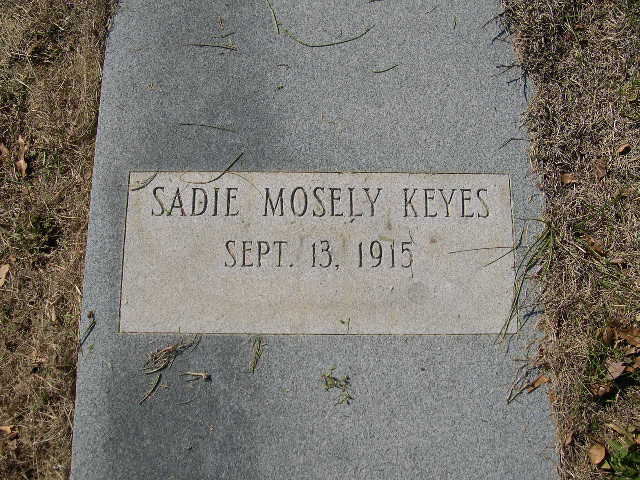 SADIE MOSELY KEYES
SEPT. 13, 1915